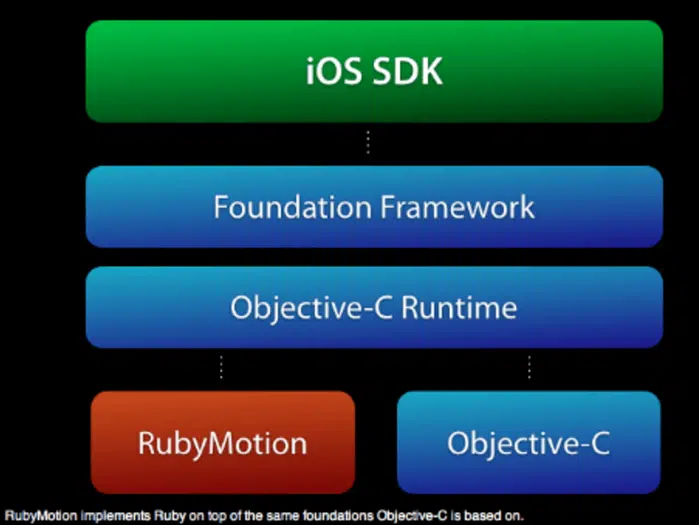 iOS SDK
Foundation Framework
Objective-C Runtime
RubyMotion
Objective-C
RubyMotion implements Ruby on top of the same foundations Objective-C is based on.